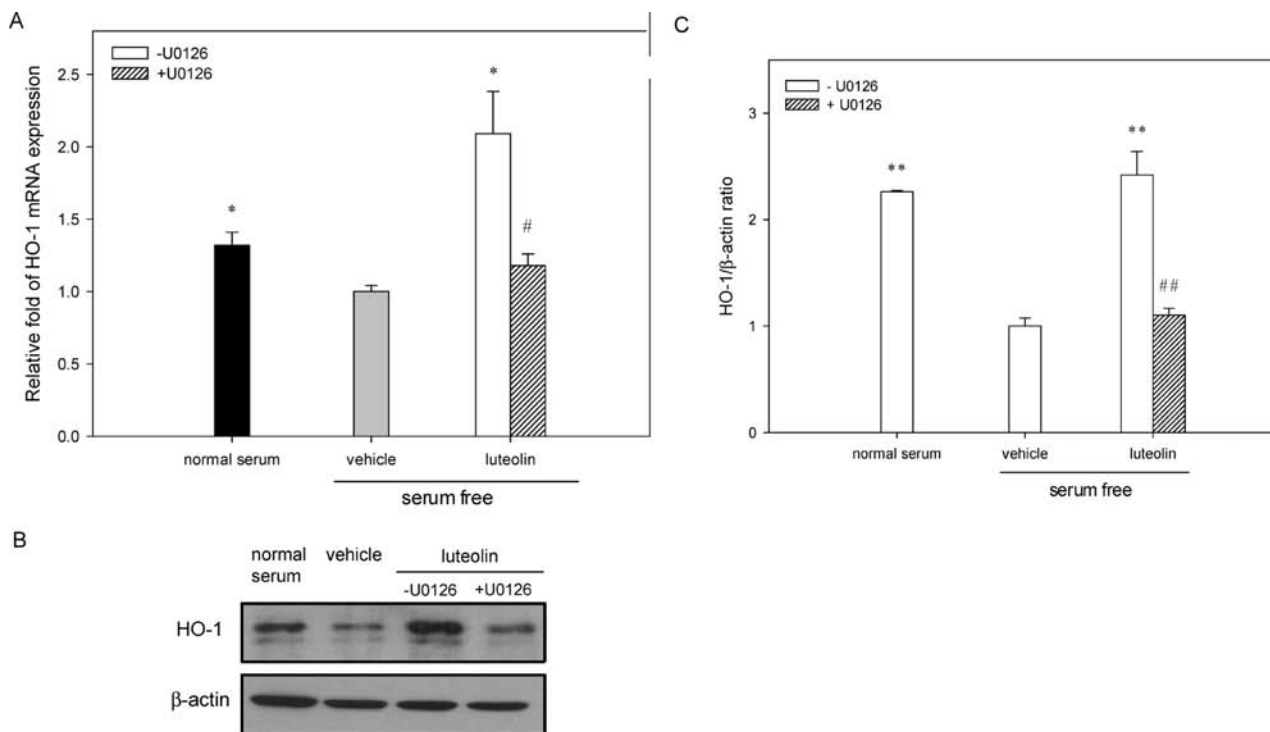 A
-U0126
+U0126
Relative fold of HO-1 mRNA expression
2.5
2.0
1.5
1.0
0.5
0.0
*
*
#
normal serum
vehicle
luteolin
serum free
C
- U0126
+ U0126
HO-1/β-actin ratio
3
2
1
0
**
**
##
normal serum
vehicle
luteolin
serum free
B
normal serum
vehicle
luteolin
-U0126 +U0126
HO-1
β-actin